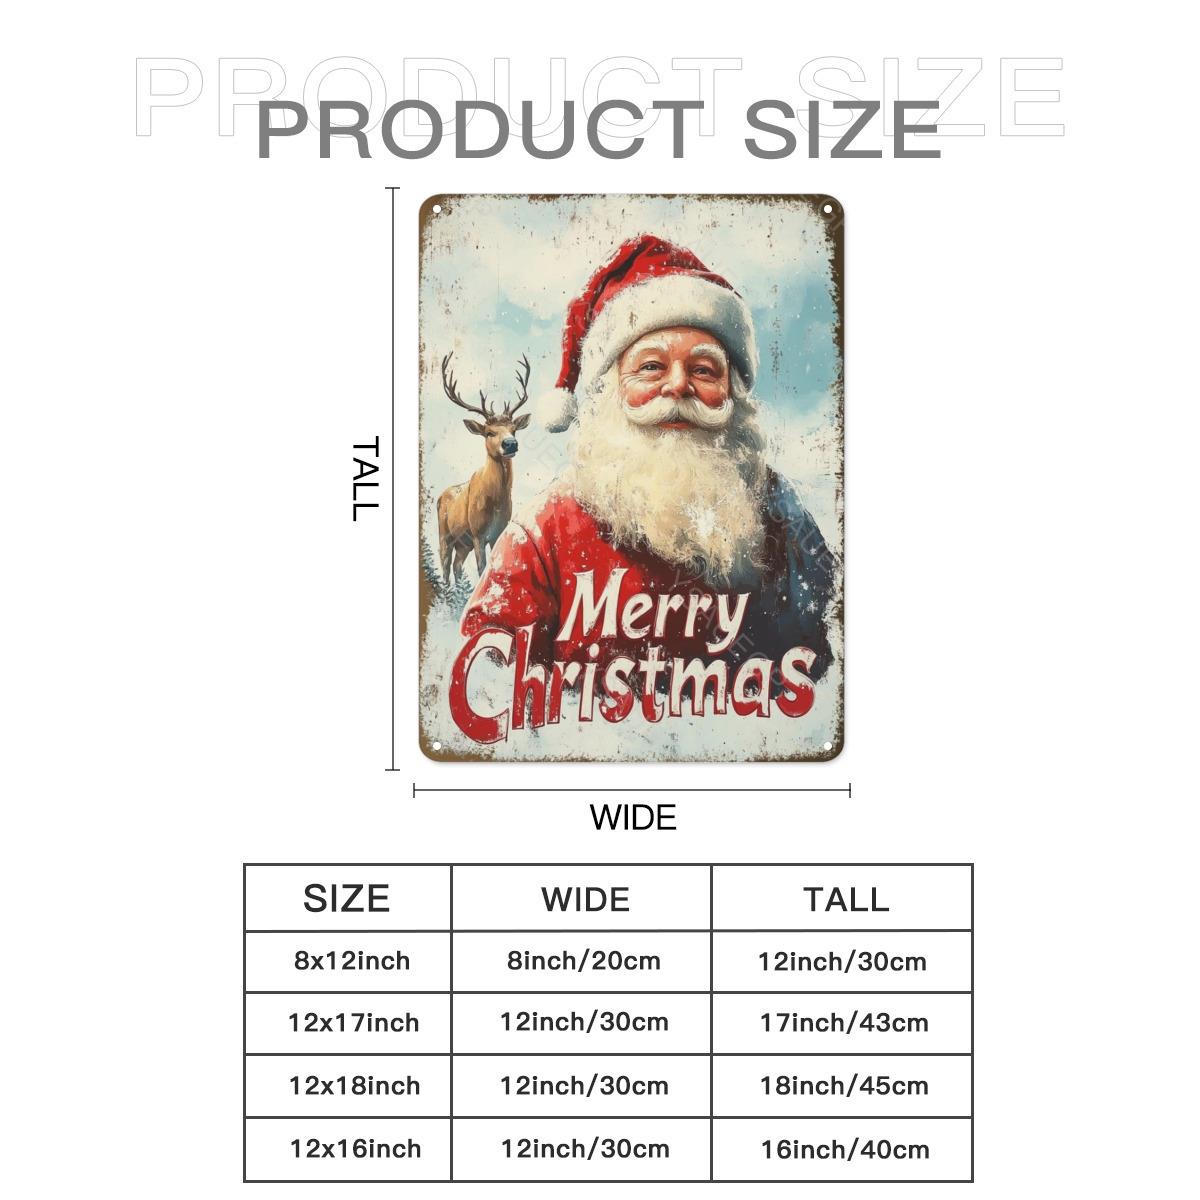 PRODUCT SIZE
PRODUCT SIZE
TALL
Merry
Christmas
WIDE
SIZE WIDE TALL
8x12inch 8inch/20cm 12inch/30cm
12x17inch 12inch/30cm 17inch/43cm
12x18inch 12inch/30cm 18inch/45cm
12x16inch 12inch/30cm 16inch/40cm